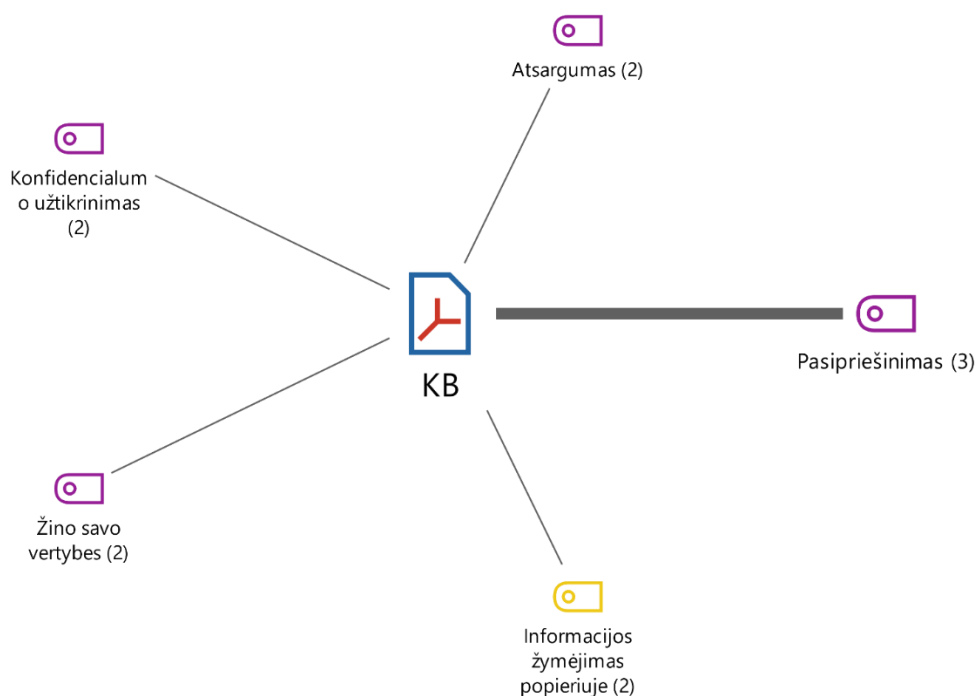 Atsargumas (2)
Konfidencialum
o užtikrinimas
(2)
Pasipriešinimas (3)
KB
Žino savo
vertybes (2)
Informacijos
žymėjimas
popieriuje (2)